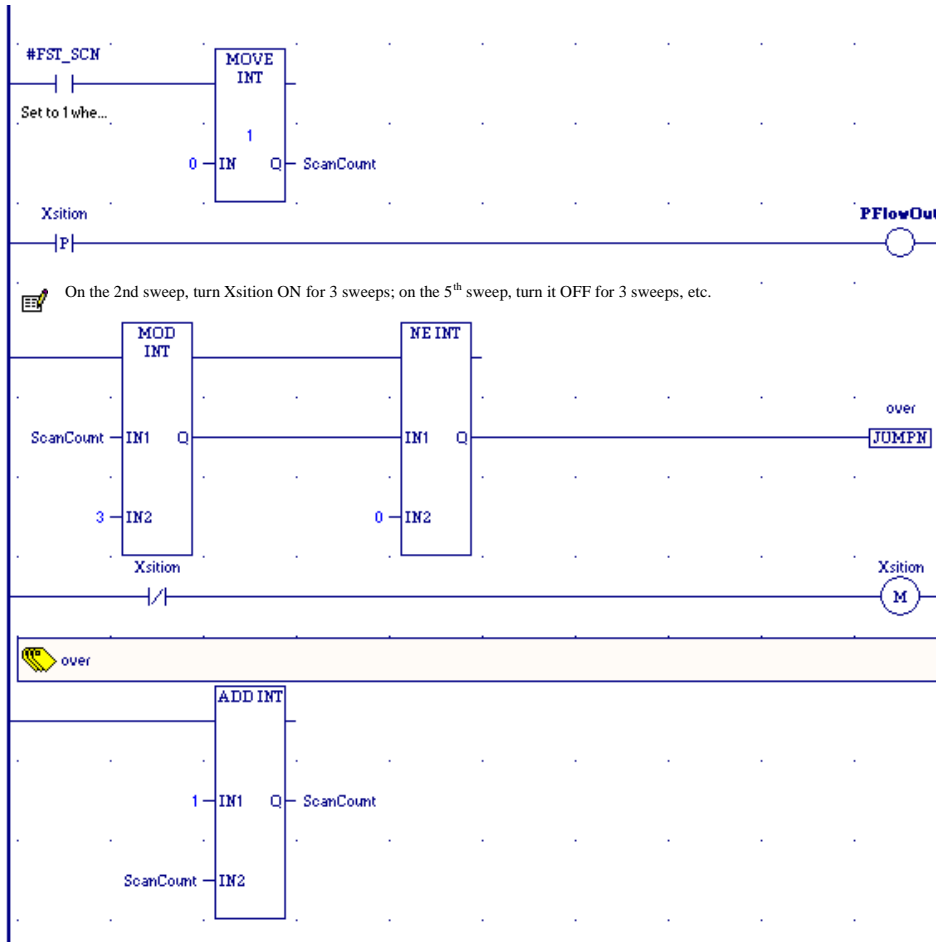 #FST_SCN
MOVE
INT
Set to 1 whe...
1
0 IN Q ScanCount
Xsition
PFlowOut
P
On the 2nd sweep, turn Xsition ON for 3 sweeps; on the 5th sweep, turn it OFF for 3 sweeps, etc.
MOD
INT
NE INT
over
ScanCount IN1 Q IN1 Q JUMPN
3 IN2 0 IN2
Xsition Xsition
M
over
ADD INT
1 IN1 Q ScanCount
ScanCount IN2